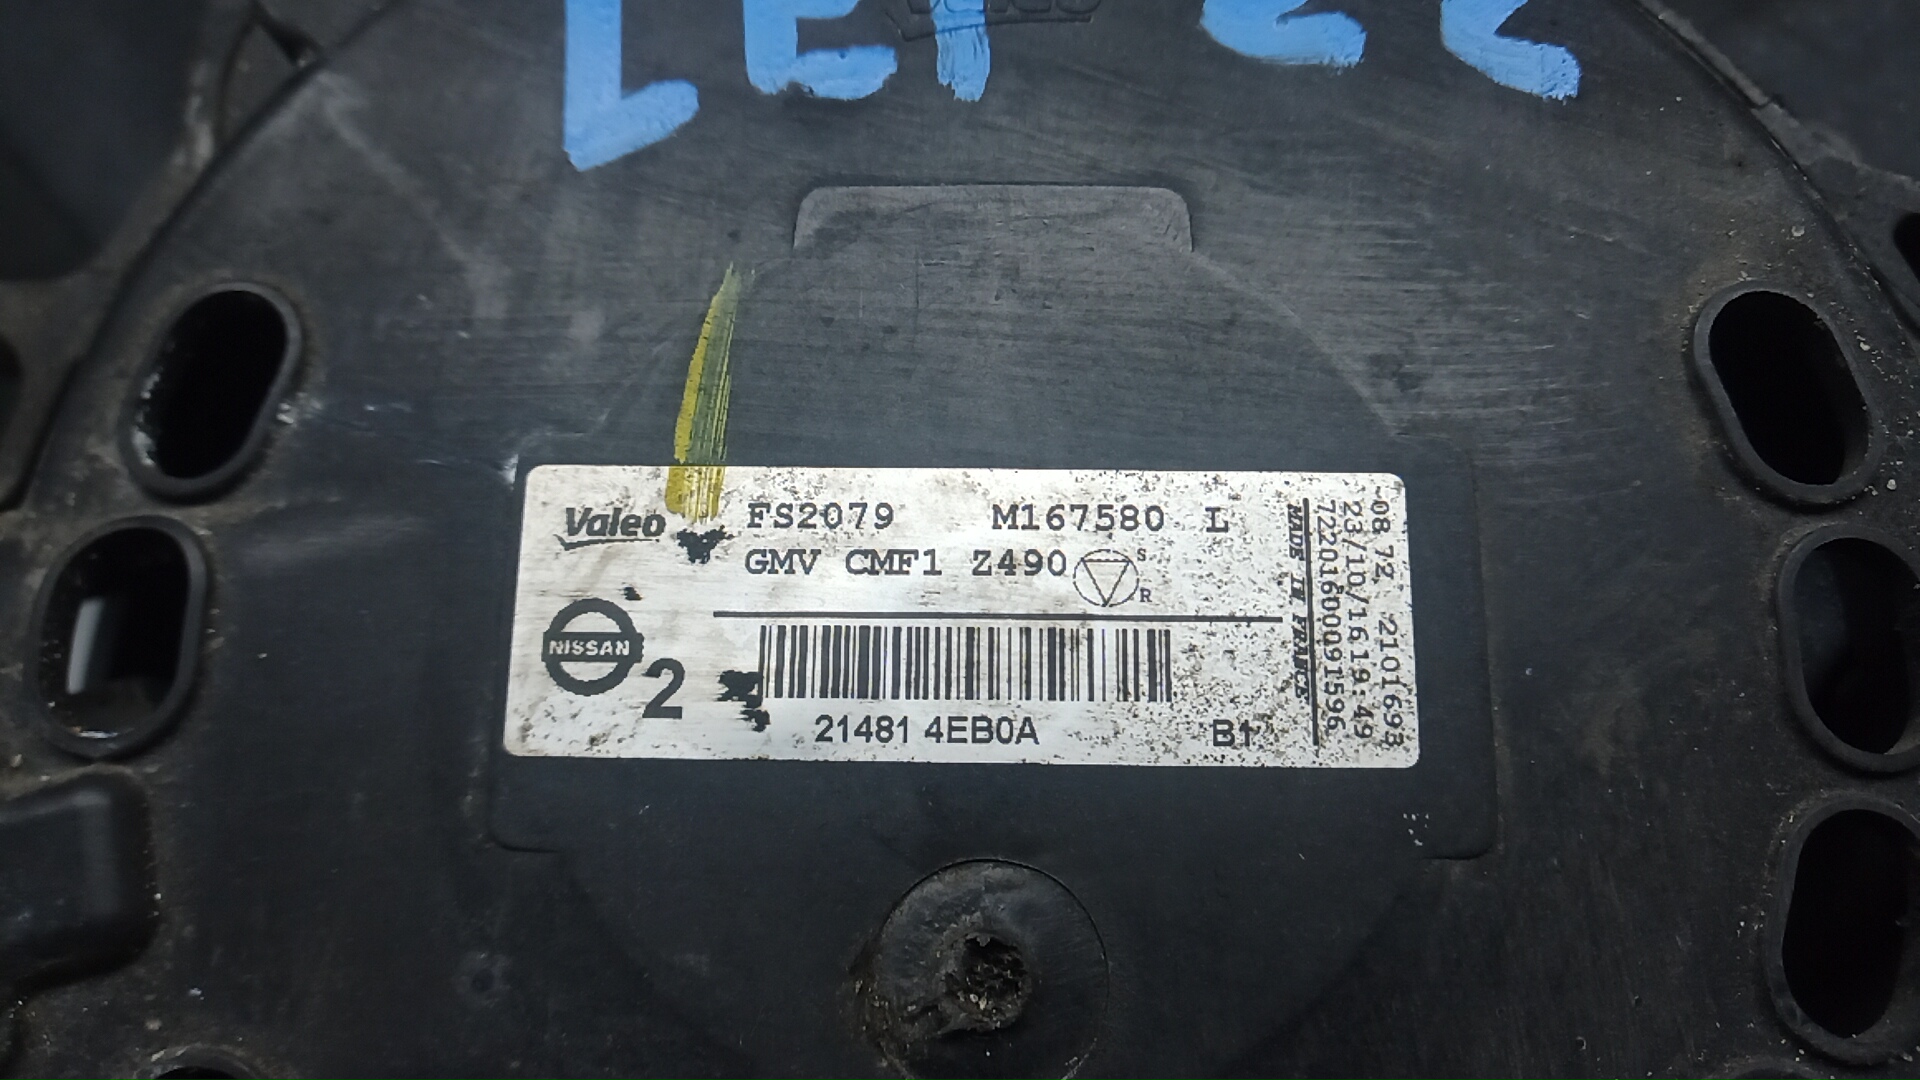 Valeo
FS2079 M167580 L
GMV CMF1 Z490
S
R
NISSAN
2
21481 4EB0A
B1
MADE IN FRANCE
722016000091596
23/10/16 19:49
08 72 2101693